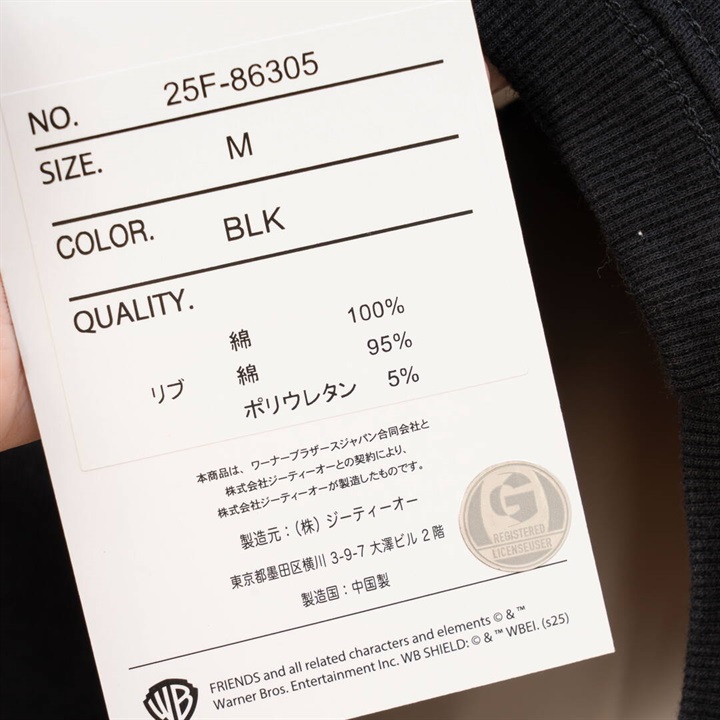 NO. 25F-86305
SIZE. M
COLOR. BLK
QUALITY.
綿 100%
リブ 綿 95%
ポリウレタン 5%
本商品は、ワーナーブラザースジャパン合同会社と
株式会社ジーティーオーとの契約により、
株式会社ジーティーオーが製造したものです。
製造元：（株）ジーティーオー
東京都墨田区横川 3-9-7 大澤ビル 2 階
製造国：中国製
G
REGISTERED
LICENSEUSER
WB
FRIENDS and all related characters and elements © & ™
Warner Bros. Entertainment Inc. WB SHIELD: © & ™ WBEI. (s25)